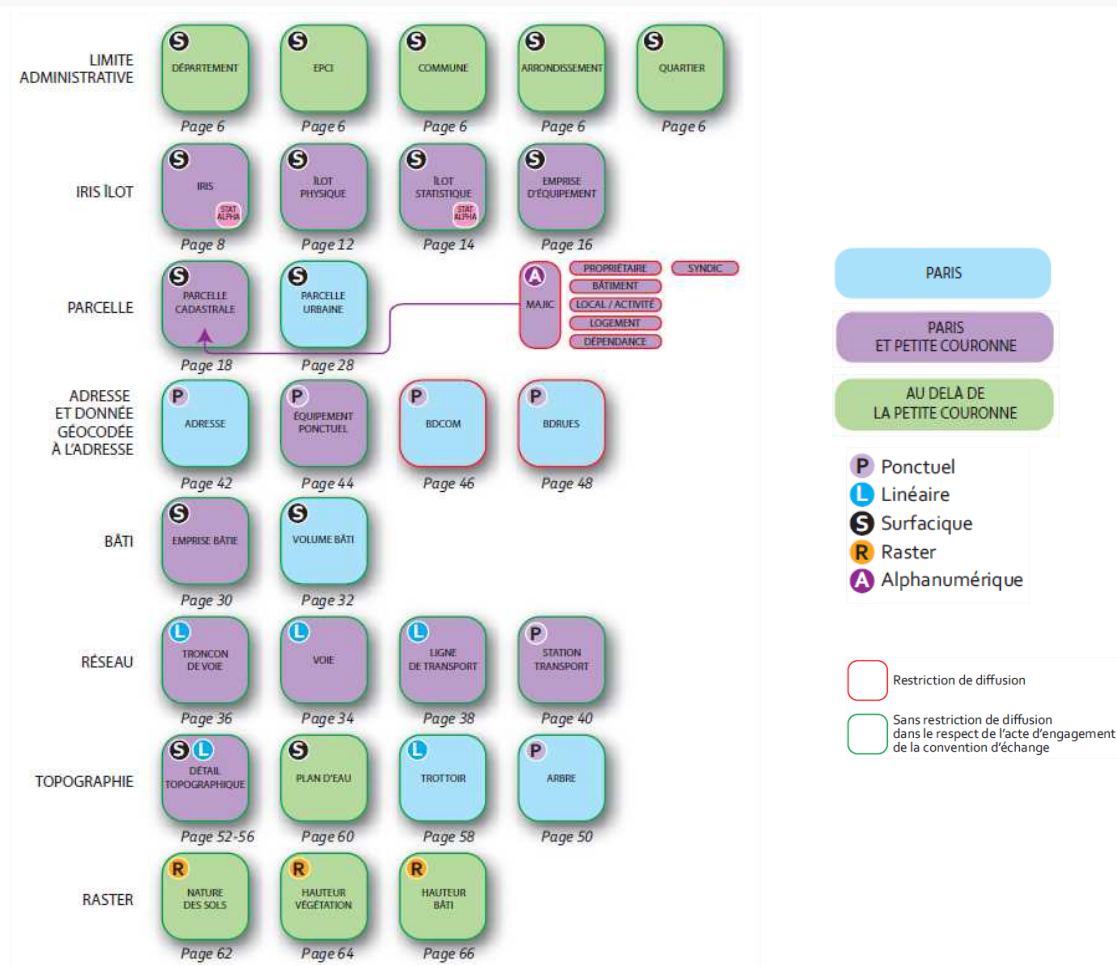 LIMITE
ADMINISTRATIVE
S
DÉPARTEMENT
Page 6
S
EPCI
Page 6
S
COMMUNE
Page 6
S
ARRONDISSEMENT
Page 6
S
QUARTIER
Page 6
IRIS ÎLOT
S
IRIS
STAT
ALPHA
Page 8
S
ÎLOT
PHYSIQUE
Page 12
S
ÎLOT
STATISTIQUE
STAT
ALPHA
Page 14
S
EMPRISE
D'ÉQUIPEMENT
Page 16
PARCELLE
S
PARCELLE
CADASTRALE
Page 18
S
PARCELLE
URBAINE
Page 28
A
MAJIC
PROPRIÉTAIRE
SYNDIC
BÂTIMENT
LOCAL / ACTIVITÉ
LOGEMENT
DÉPENDANCE
ADRESSE
ET DONNÉE
GÉOCODÉE
À L'ADRESSE
P
ADRESSE
Page 42
P
ÉQUIPEMENT
PONCTUEL
Page 44
P
BDCOM
Page 46
P
BDRUES
Page 48
BÂTI
S
EMPRISE BÂTIE
Page 30
S
VOLUME BÂTI
Page 32
RÉSEAU
L
TRONCON
DE VOIE
Page 36
L
VOIE
Page 34
L
LIGNE
DE TRANSPORT
Page 38
P
STATION
TRANSPORT
Page 40
TOPOGRAPHIE
S L
DÉTAIL
TOPOGRAPHIQUE
Page 52-56
S
PLAN D'EAU
Page 60
L
TROTTOIR
Page 58
P
ARBRE
Page 50
RASTER
R
NATURE
DES SOLS
Page 62
R
HAUTEUR
VÉGÉTATION
Page 64
R
HAUTEUR
BÂTI
Page 66
PARIS
PARIS
ET PETITE COURONNE
AU DELÀ DE
LA PETITE COURONNE
P Ponctuel
L Linéaire
S Surfacique
R Raster
A Alphanumérique
Restriction de diffusion
Sans restriction de diffusion
dans le respect de l'acte d'engagement
de la convention d'échange